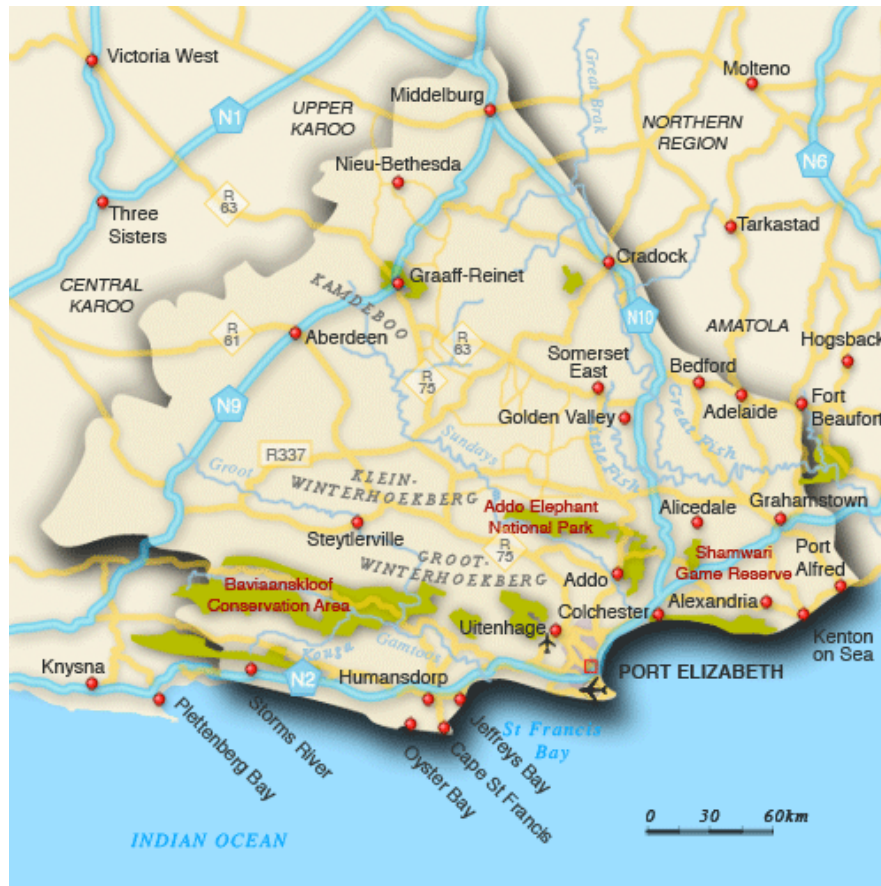 Victoria West
Great Brak
Molteno
UPPER
KAROO
Middelburg
N1
NORTHERN
REGION
N6
Nieu-Bethesda
R
63
Three
Sisters
Tarkastad
Cradock
CENTRAL
KAROO
Graaff-Reinet
KAMDEBOO
N10
R
61
Aberdeen
R
63
AMATOLA
Hogsback
Somerset
East
Bedford
R
75
N9
Golden Valley
Adelaide
Fort
Beaufort
Great Fish
Little Fish
Sundays
R337
Groot
KLEIN-
WINTERHOEKBERG
Addo Elephant
National Park
Alicedale
Grahamstown
Steytlerville
R
75
GROOT-
WINTERHOEKBERG
Shamwari
Game Reserve
Port
Alfred
Addo
Baviaanskloof
Conservation Area
Colchester
Alexandria
Uitenhage
Kenton
on Sea
Kouga
Gamtoos
Knysna
N2
Humansdorp
PORT ELIZABETH
Plettenberg Bay
Storms River
Oyster Bay
Cape St Francis
Jeffreys Bay
St Francis
Bay
0 30 60km
INDIAN OCEAN